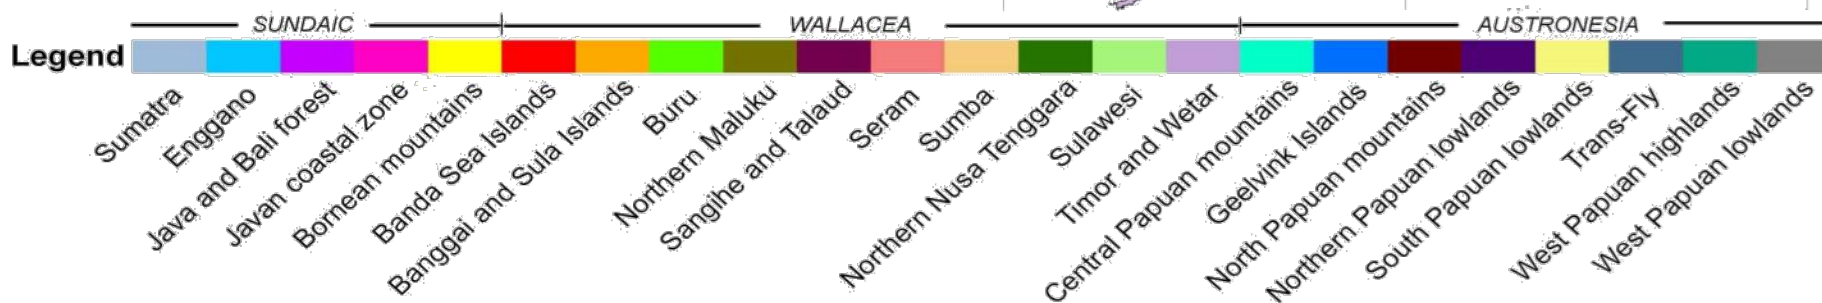 SUNDAIC
WALLACEA
AUSTRONESIA
Legend
Sumatra
Enggano
Java and Bali forest
Javan coastal zone
Bornean mountains
Banda Sea Islands
Banggai and Sula Islands
Buru
Northern Maluku
Sangihe and Talaud
Seram
Sumba
Northern Nusa Tenggara
Sulawesi
Timor and Wetar
Central Papuan mountains
Geelvink Islands
North Papuan mountains
Northern Papuan lowlands
South Papuan lowlands
Trans-Fly
West Papuan highlands
West Papuan lowlands